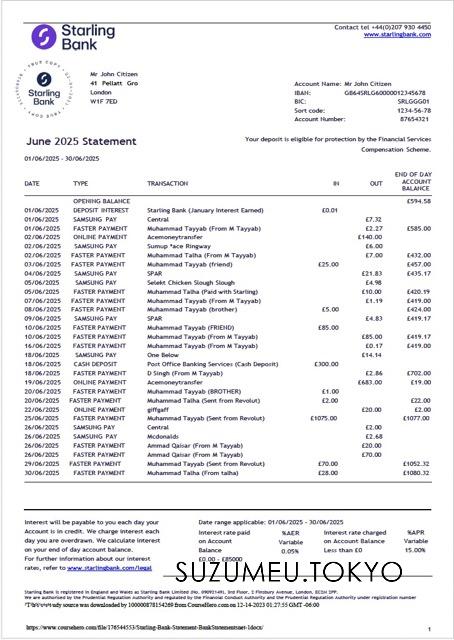 Starling
Bank
Contact tel +44(0)207 930 4450
www.starlingbank.com
TRUE COPY
Starling
Bank
Mr John Citizen
41 Pellatt Gro
London
W1F 7ED
Account Name: Mr John Citizen
IBAN: GB64SRLG60000012345678
BIC: SRLGGG01
Sort code: 1234-56-78
Account Number: 87654321
June 2025 Statement
Your deposit is eligible for protection by the Financial Services
Compensation Scheme.
01/06/2025 - 30/06/2025
DATE TYPE TRANSACTION IN OUT END OF DAY ACCOUNT BALANCE
OPENING BALANCE £594.58
01/06/2025 DEPOSIT INTEREST Starling Bank (January Interest Earned) £0.01
01/06/2025 SAMSUNG PAY Central £7.32
01/06/2025 FASTER PAYMENT Muhammad Tayyab (From M Tayyab) £2.27 £585.00
02/06/2025 ONLINE PAYMENT Acemoneytransfer £140.00
02/06/2025 SAMSUNG PAY Sumup *ace Ringway £6.00
02/06/2025 FASTER PAYMENT Muhammad Talha (From M Tayyab) £7.00 £432.00
03/06/2025 FASTER PAYMENT Muhammad Tayyab (friend) £25.00 £457.00
04/06/2025 SAMSUNG PAY SPAR £21.83 £435.17
05/06/2025 SAMSUNG PAY Selekt Chicken Slough Slough £4.98
05/06/2025 FASTER PAYMENT Muhammad Talha (Paid with Starling) £10.00 £420.19
07/06/2025 FASTER PAYMENT Muhammad Tayyab (From M Tayyab) £1.19 £419.00
08/06/2025 FASTER PAYMENT Muhammad Tayyab (brother) £5.00 £424.00
09/06/2025 SAMSUNG PAY SPAR £4.83 £419.17
10/06/2025 FASTER PAYMENT Muhammad Tayyab (FRIEND) £85.00
10/06/2025 FASTER PAYMENT Muhammad Tayyab (From M Tayyab) £85.00 £419.17
16/06/2025 FASTER PAYMENT Muhammad Tayyab (From M Tayyab) £0.17 £419.00
18/06/2025 SAMSUNG PAY One Below £14.14
18/06/2025 CASH DEPOSIT Post Office Banking Services (Cash Deposit) £300.00
18/06/2025 FASTER PAYMENT D Singh (From M Tayyab) £2.86 £702.00
19/06/2025 ONLINE PAYMENT Acemoneytransfer £683.00 £19.00
20/06/2025 FASTER PAYMENT Muhammad Tayyab (BROTHER) £1.00
20/06/2025 FASTER PAYMENT Muhammad Talha (Sent from Revolut) £2.00 £22.00
22/06/2025 ONLINE PAYMENT giffgaff £20.00 £2.00
25/06/2025 FASTER PAYMENT Muhammad Tayyab (Sent from Revolut) £1075.00 £1077.00
26/06/2025 SAMSUNG PAY Central £2.00
26/06/2025 SAMSUNG PAY Mcdonalds £2.68
26/06/2025 FASTER PAYMENT Ammad Qaisar (From M Tayyab) £20.00
26/06/2025 FASTER PAYMENT Ammad Qaisar (From M Tayyab) £70.00
29/06/2025 FASTER PAYMENT Muhammad Tayyab (Sent from Revolut) £70.00 £1052.32
30/06/2025 FASTER PAYMENT Muhammad Talha (From talha) £28.00 £1080.32
Interest will be payable to you each day your
Account is in credit. We charge interest each
day you are overdrawn. We calculate interest
on your end of day account balance.
For further information about our interest
rates, refer to www.starlingbank.com/legal
Date range applicable: 01/06/2025 - 30/06/2025
Interest rate paid on Account Balance £0.00 - £85000
%AER Variable 0.05%
Interest rate charged on Account Balance Less than £0
%APR Variable 15.00%
SUZUMEU.TOKYO
Starling Bank is registered in England and Wales as Starling Bank Limited (No. 090921491, 3rd Floor, 2 Finsbury Avenue, London, EC2M 1PP.
We are authorised by the Prudential Regulation Authority and regulated by the Financial Conduct Authority and the Prudential Regulation Authority under registration number
study source was downloaded by 100000878154269 from CourseHero.com on 12-14-2023 01:27:55 GMT -06:00
https://www.coursehero.com/file/176544553/Starling-Bank-Statement-BankStatementsnet-1docx/
1